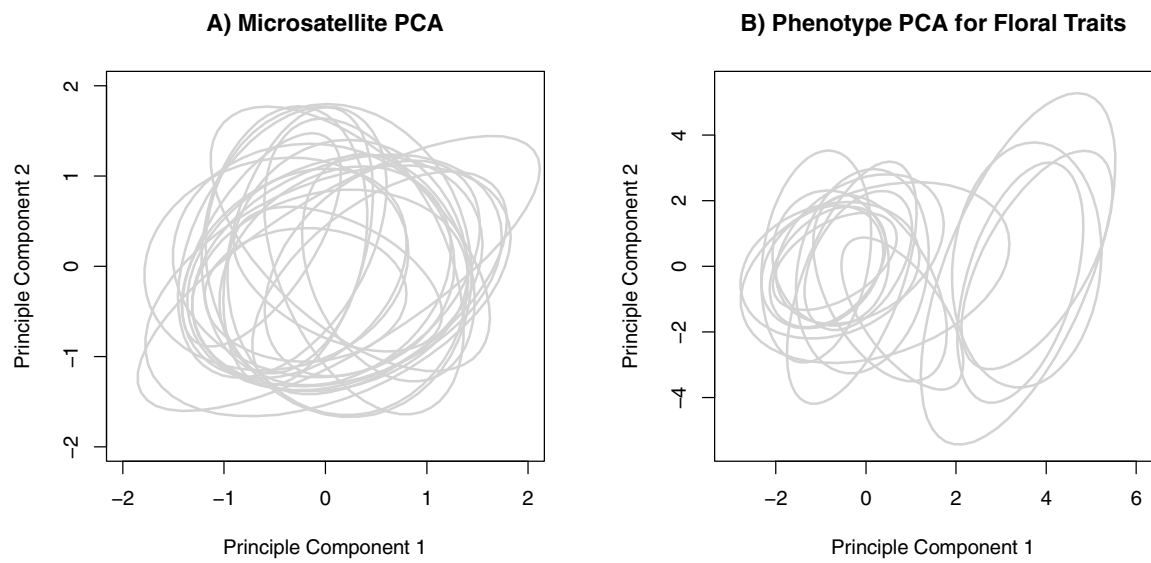 A) Microsatellite PCA
2
1
0
−1
−2
Principle Component 2
−2 −1 0 1 2
Principle Component 1
B) Phenotype PCA for Floral Traits
4
2
0
−2
−4
Principle Component 2
−2 0 2 4 6
Principle Component 1